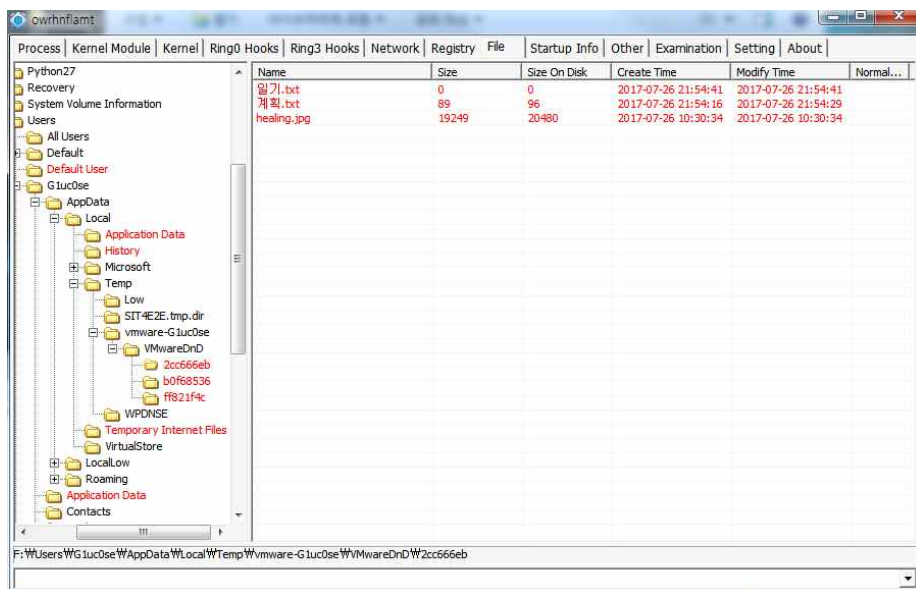 owrhnflamt
Process Kernel Module Kernel Ring0 Hooks Ring3 Hooks Network Registry File Startup Info Other Examination Setting About
Python27
Recovery
System Volume Information
Users
All Users
Default
Default User
G1uc0se
AppData
Local
Application Data
History
Microsoft
Temp
Low
SIT4E2E.tmp.dir
vmware-G1uc0se
VMwareDnD
2cc666eb
b0f68536
ff821f4c
WPDNSE
Temporary Internet Files
VirtualStore
LocalLow
Roaming
Application Data
Contacts
Name Size Size On Disk Create Time Modify Time Normal...
일기.txt 0 0 2017-07-26 21:54:41 2017-07-26 21:54:41
계획.txt 89 96 2017-07-26 21:54:16 2017-07-26 21:54:29
healing.jpg 19249 20480 2017-07-26 10:30:34 2017-07-26 10:30:34
F:₩Users₩G1uc0se₩AppData₩Local₩Temp₩vmware-G1uc0se₩VMwareDnD₩2cc666eb